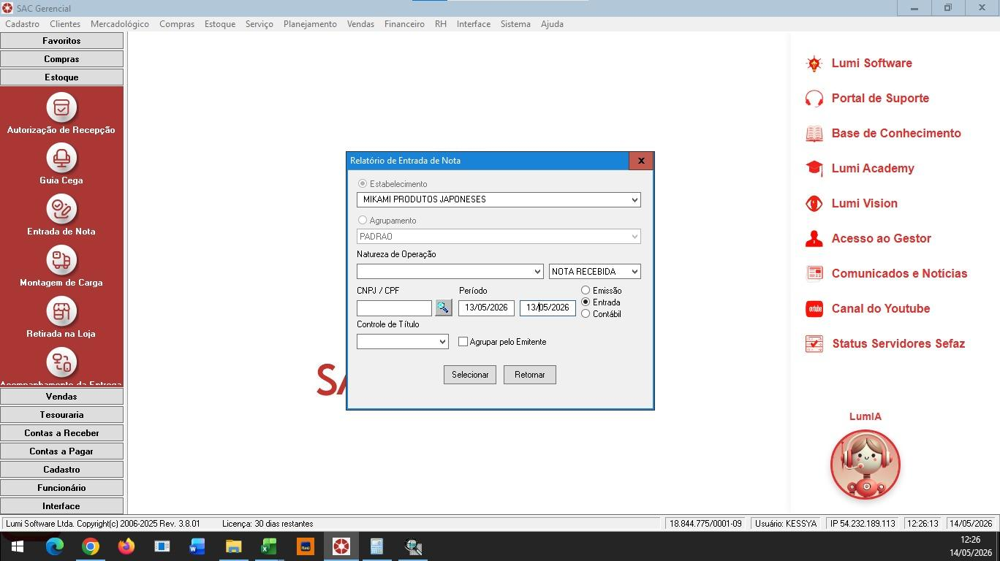 SAC Gerencial
Cadastro Clientes Mercadológico Compras Estoque Serviço Planejamento Vendas Financeiro RH Interface Sistema Ajuda
Favoritos
Compras
Estoque
Autorização de Recepção
Guia Cega
Entrada de Nota
Montagem de Carga
Retirada na Loja
Acompanhamento da Entrega
Vendas
Tesouraria
Contas a Receber
Contas a Pagar
Cadastro
Funcionário
Interface
SA
Relatório de Entrada de Nota
Estabelecimento
MIKAMI PRODUTOS JAPONESES
Agrupamento
PADRAO
Natureza de Operação
NOTA RECEBIDA
CNPJ / CPF Período Emissão
13/05/2026 13/05/2026 Entrada
Contábil
Controle de Título
Agrupar pelo Emitente
Selecionar Retornar
Lumi Software
Portal de Suporte
Base de Conhecimento
Lumi Academy
Lumi Vision
Acesso ao Gestor
Comunicados e Notícias
Canal do Youtube
Status Servidores Sefaz
LumIA
Lumi Software Ltda. Copyright(c) 2006-2025 Rev. 3.8.01 Licença: 30 dias restantes 18.844.775/0001-09 Usuário: KESSYA IP 54.232.189.113 12:26:13 14/05/2026
12:26
14/05/2026